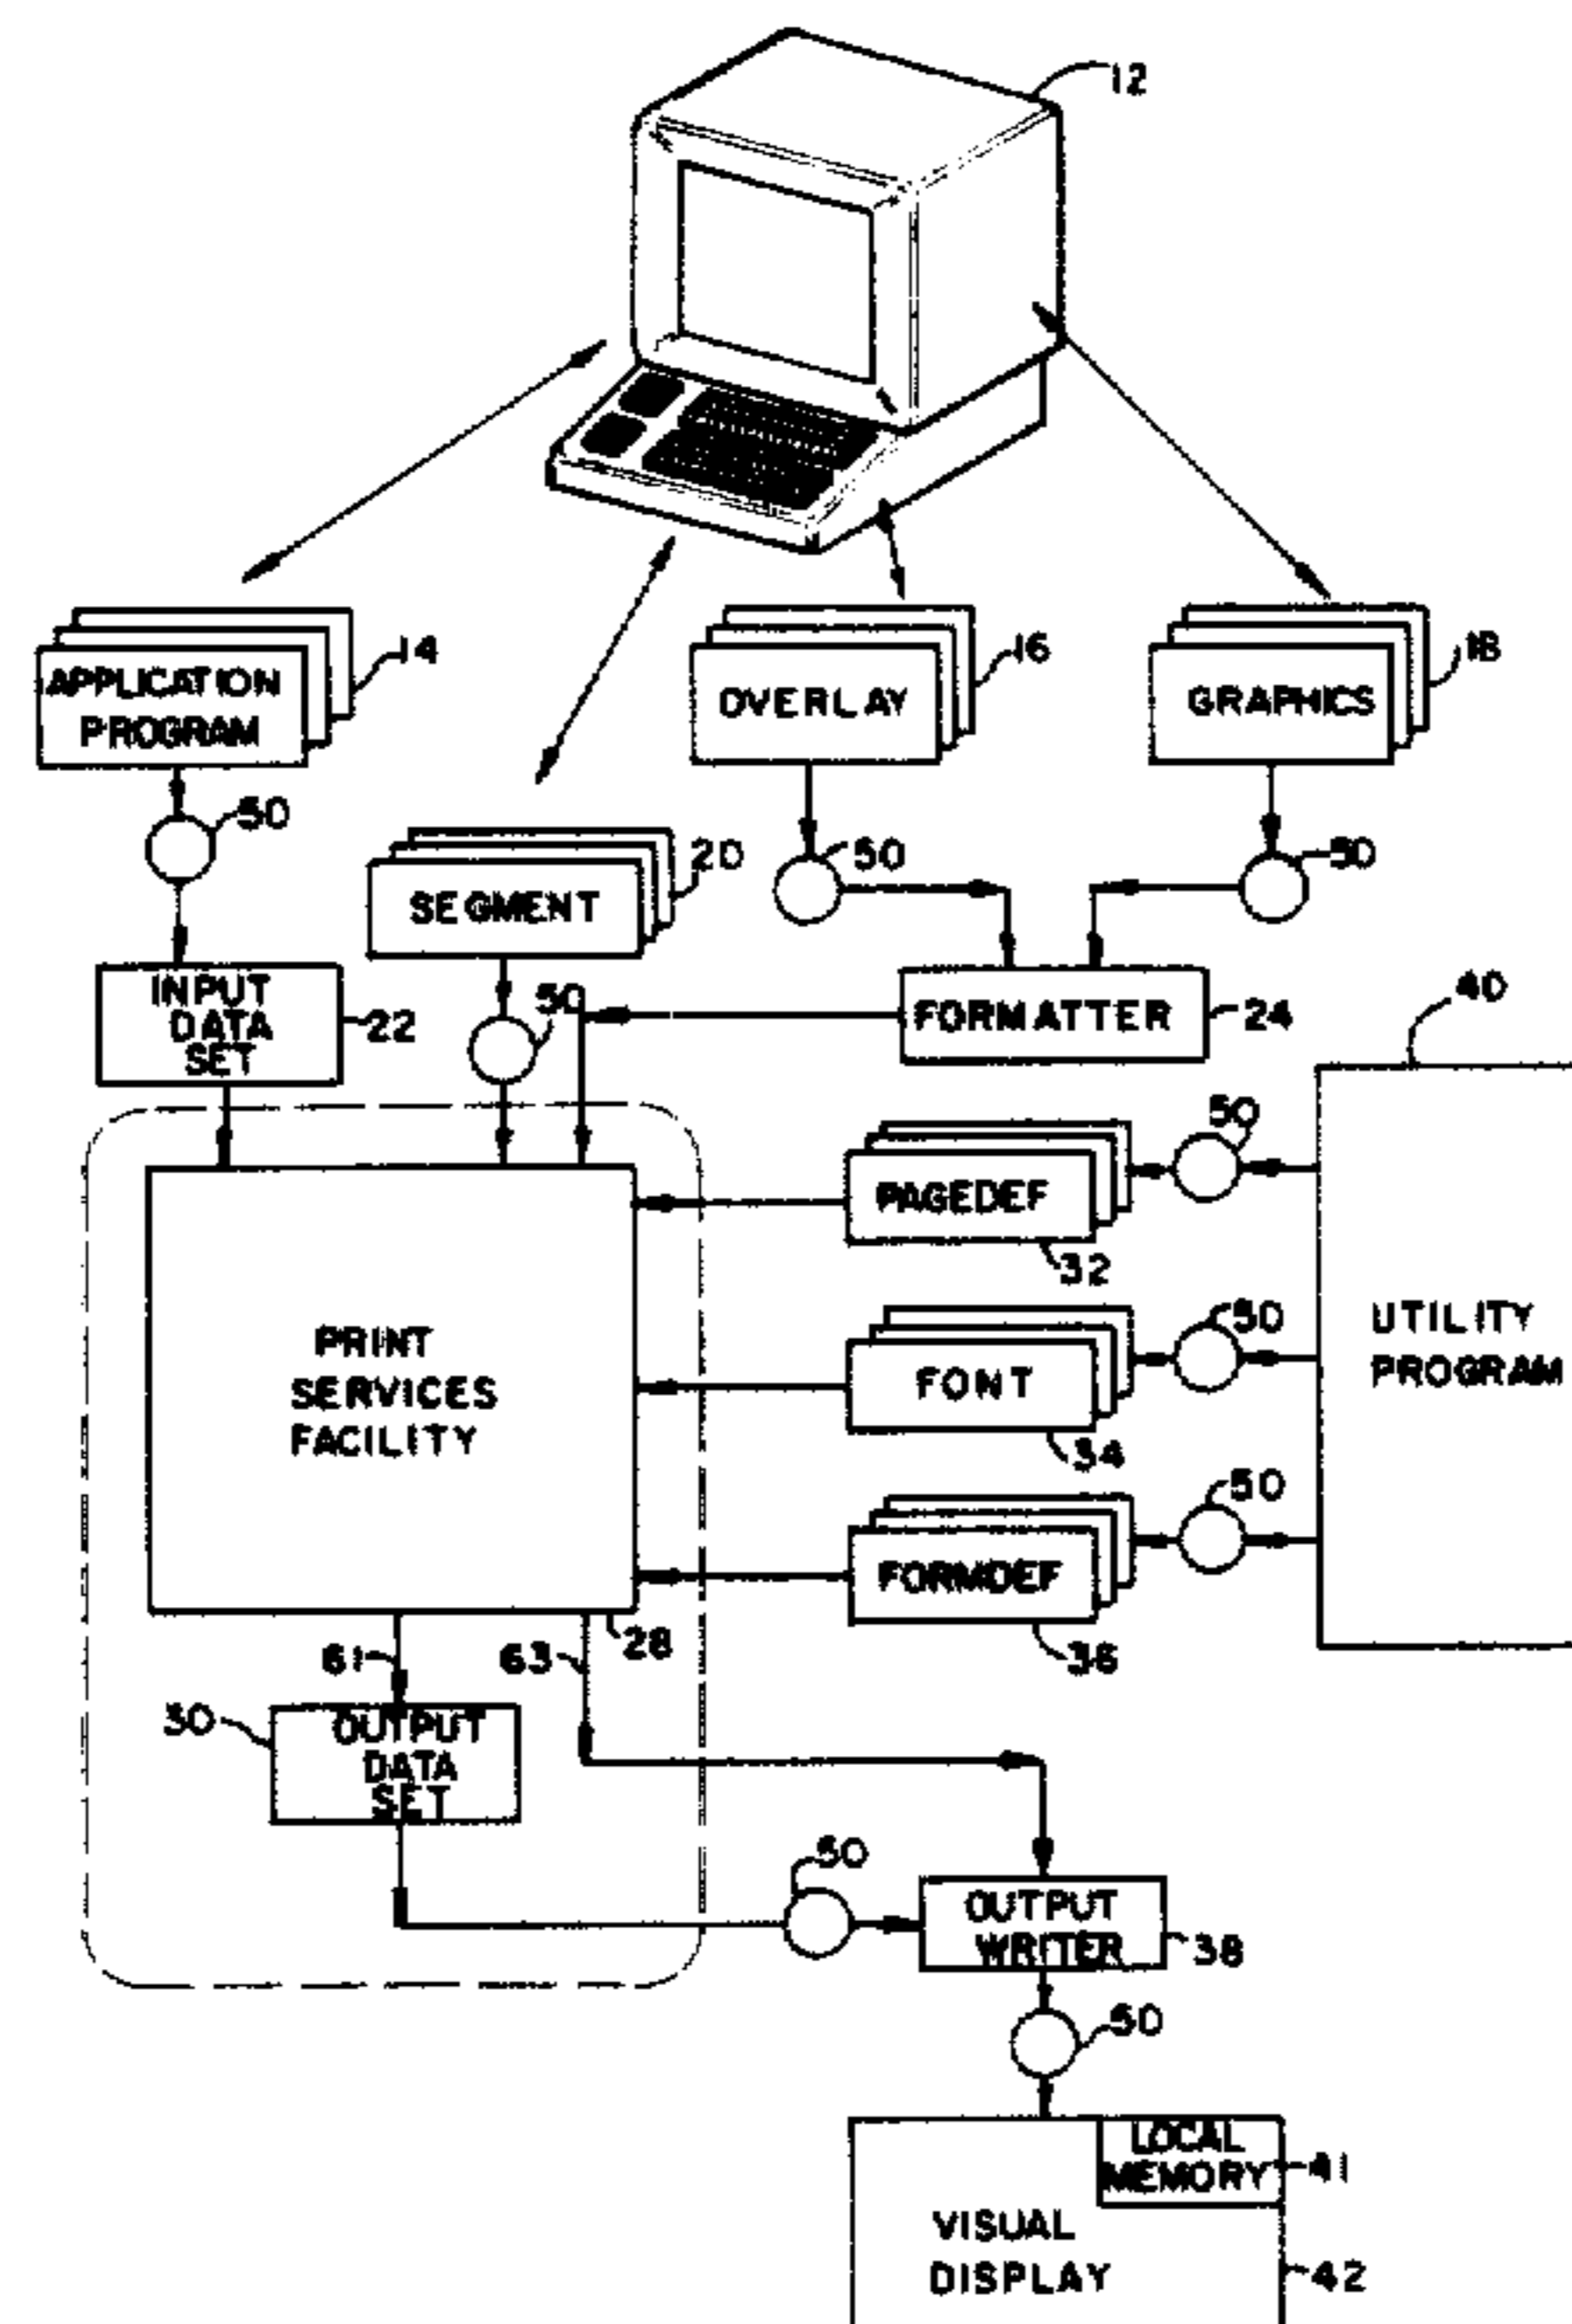 12
APPLICATION
PROGRAM
14
OVERLAY
16
GRAPHICS
18
50
SEGMENT
20
50
50
INPUT
DATA
SET
22
50
FORMATTER
24
40
50
PAGEDEF
32
UTILITY
PROGRAM
PRINT
SERVICES
FACILITY
50
FONT
34
50
FORMDEF
36
28
61
63
30
OUTPUT
DATA
SET
50
OUTPUT
WRITER
38
50
LOCAL
MEMORY
41
VISUAL
DISPLAY
42